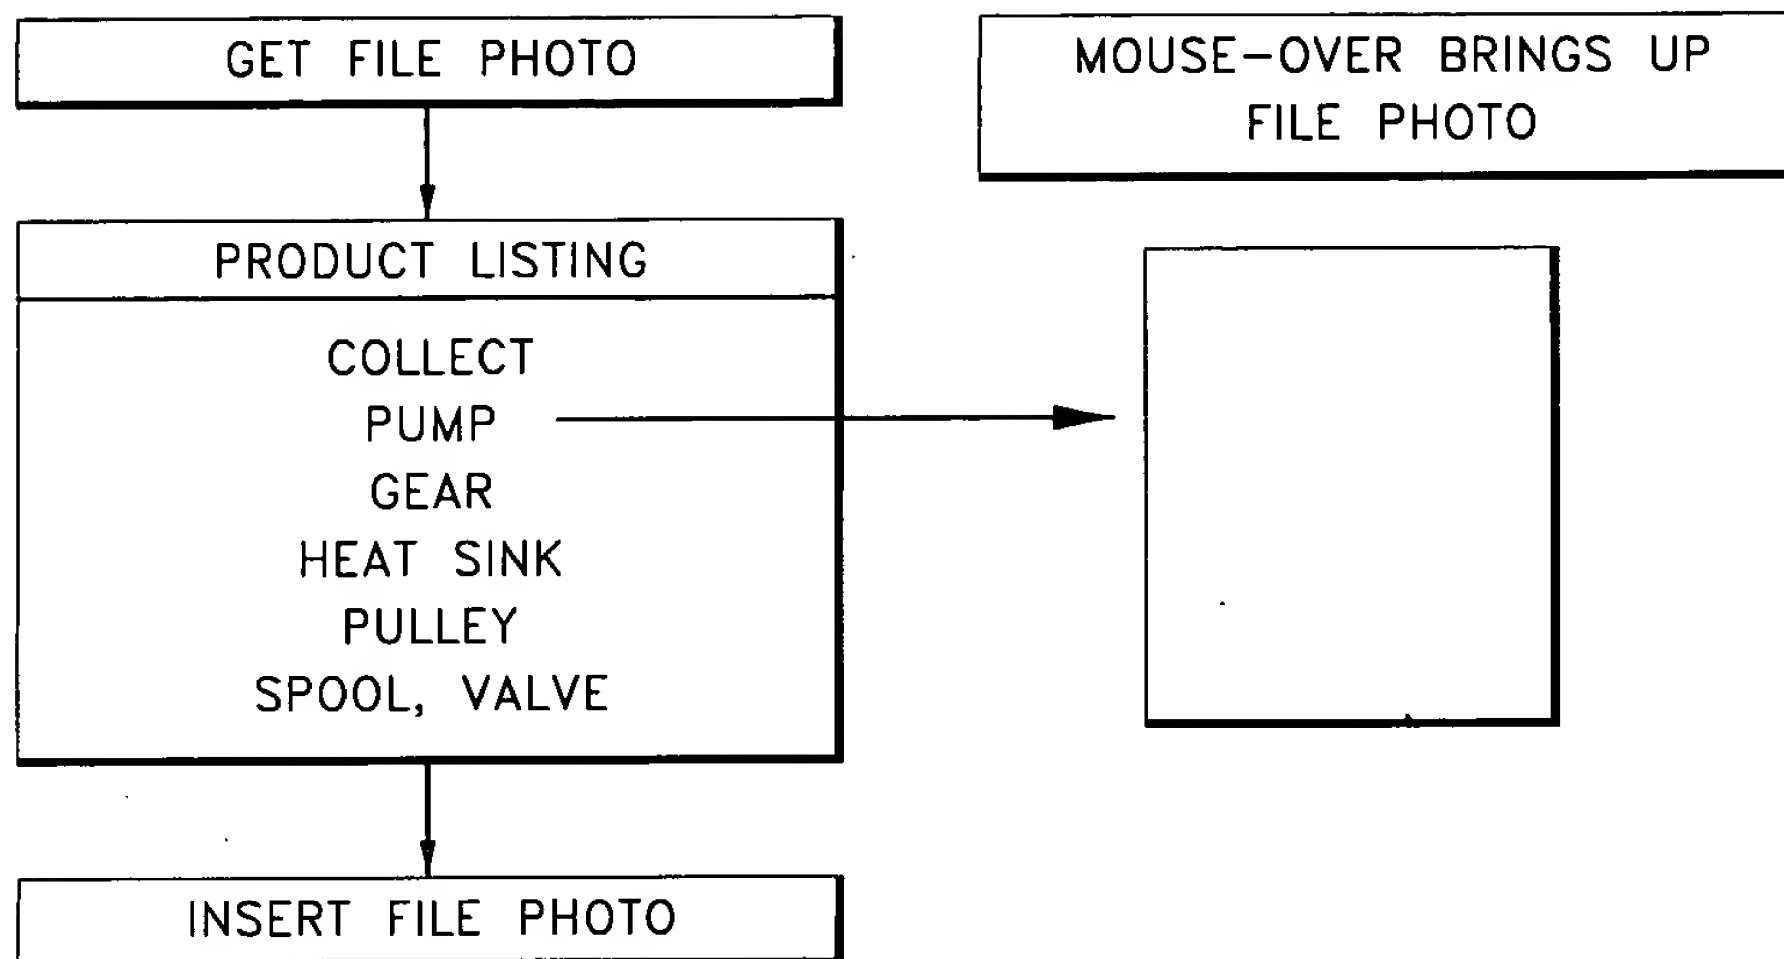 GET FILE PHOTO
MOUSE-OVER BRINGS UP
FILE PHOTO
PRODUCT LISTING
COLLECT
PUMP
GEAR
HEAT SINK
PULLEY
SPOOL, VALVE
INSERT FILE PHOTO